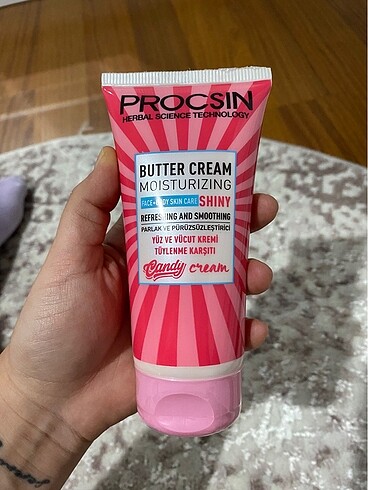 PROCSIN
HERBAL SCIENCE TECHNOLOGY
BUTTER CREAM
MOISTURIZING
FACE+BODY SKIN CARE SHINY
REFRESHING AND SMOOTHING
PARLAK VE PÜRÜZSÜZLEŞTİRİCİ
YÜZ VE VÜCUT KREMİ
TÜYLENME KARŞITI
Candy cream